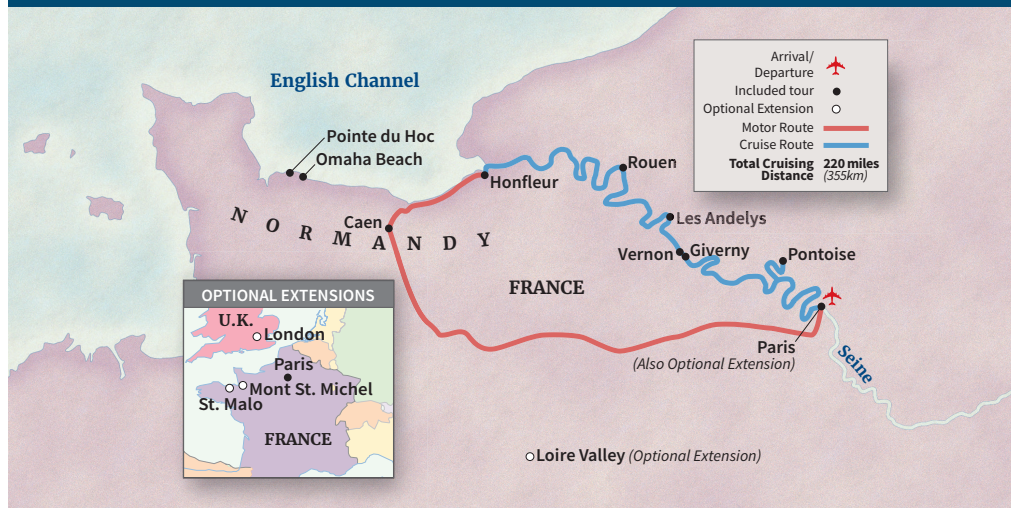 English Channel
Arrival/
Departure
Included tour
Optional Extension
Motor Route
Cruise Route
Total Cruising 220 miles
Distance (355km)
Pointe du Hoc
Omaha Beach
Rouen
Honfleur
Les Andelys
NORMANDY
Caen
Vernon
Giverny
Pontoise
FRANCE
Paris
(Also Optional Extension)
Seine
Loire Valley (Optional Extension)
OPTIONAL EXTENSIONS
U.K.
London
Paris
Mont St. Michel
St. Malo
FRANCE